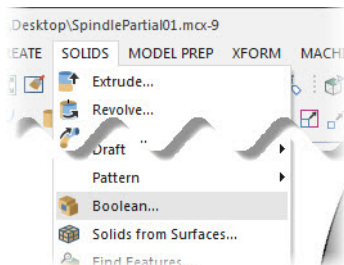 Desktop\SpindlePartial01.mcx-9
EATE SOLIDS MODEL PREP XFORM MACH
Extrude...
Revolve...
Draft
Pattern
Boolean...
Solids from Surfaces...
Find Features...